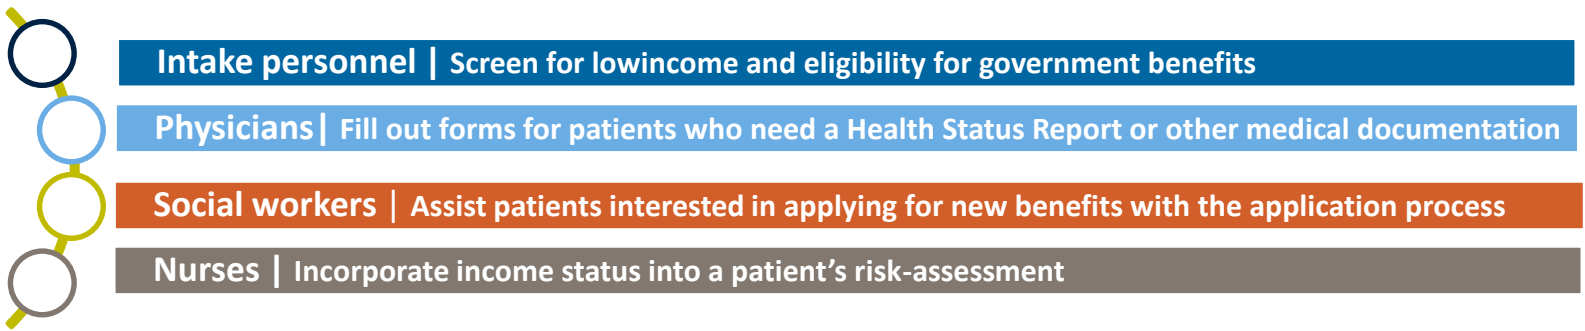 Intake personnel | Screen for lowincome and eligibility for government benefits
Physicians| Fill out forms for patients who need a Health Status Report or other medical documentation
Social workers | Assist patients interested in applying for new benefits with the application process
Nurses | Incorporate income status into a patient’s risk-assessment